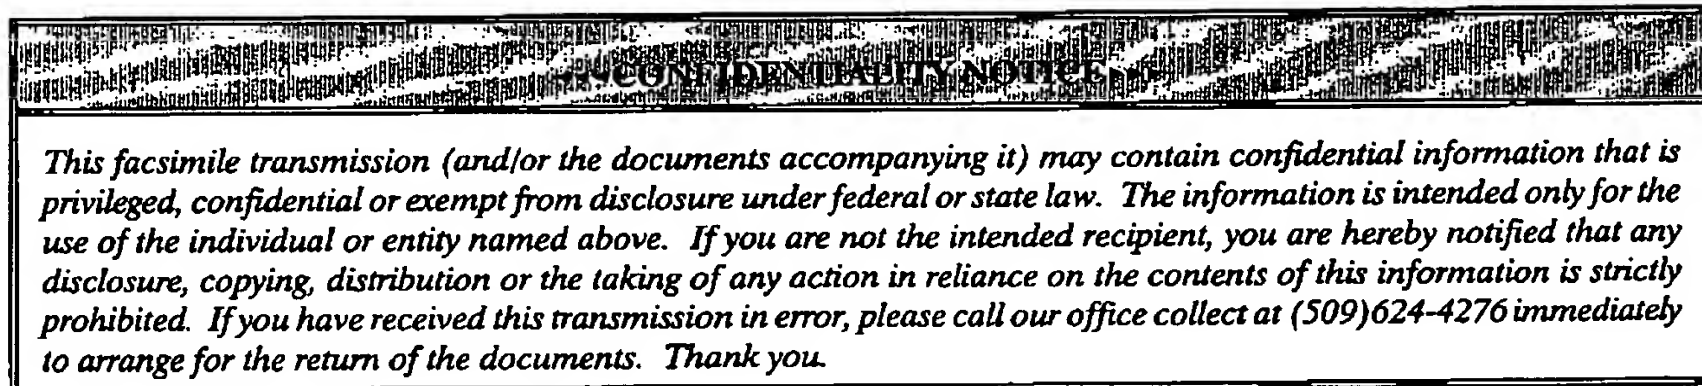 CONFIDENTIALITY NOTICE
This facsimile transmission (and/or the documents accompanying it) may contain confidential information that is
privileged, confidential or exempt from disclosure under federal or state law. The information is intended only for the
use of the individual or entity named above. If you are not the intended recipient, you are hereby notified that any
disclosure, copying, distribution or the taking of any action in reliance on the contents of this information is strictly
prohibited. If you have received this transmission in error, please call our office collect at (509)624-4276 immediately
to arrange for the return of the documents. Thank you.